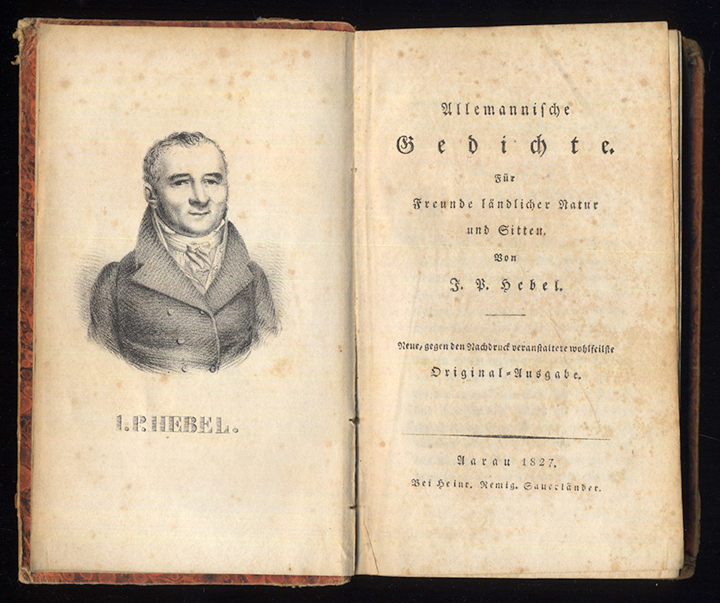 I. P. HEBEL.
Allemannische
Gedichte.
Für
Freunde ländlicher Natur
und Sitten.
Von
J. P. Hebel.
Neue, gegen den Nachdruck veranstaltete wohlfeilste
Original-Ausgabe.
Aarau 1827.
Bei Heinr. Remig. Sauerländer.